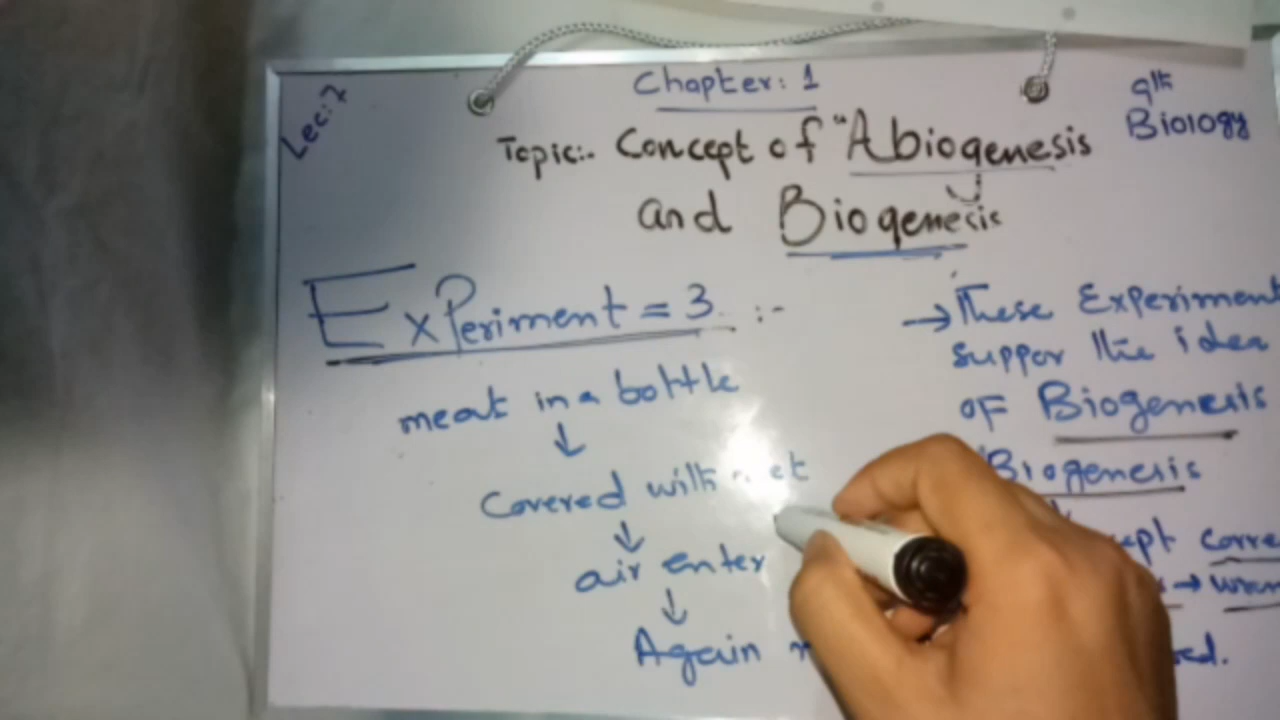 Lec:7
Chapter: 1
9th
Biology
Topic:- Concept of "Abiogenesis
and Biogenesis
Experiment = 3 :-
meat in a bottle
↓
Covered with
↓
air enter
↓
Again
→ These Experiment
suppor the idea
of Biogenesis
Biogenesis